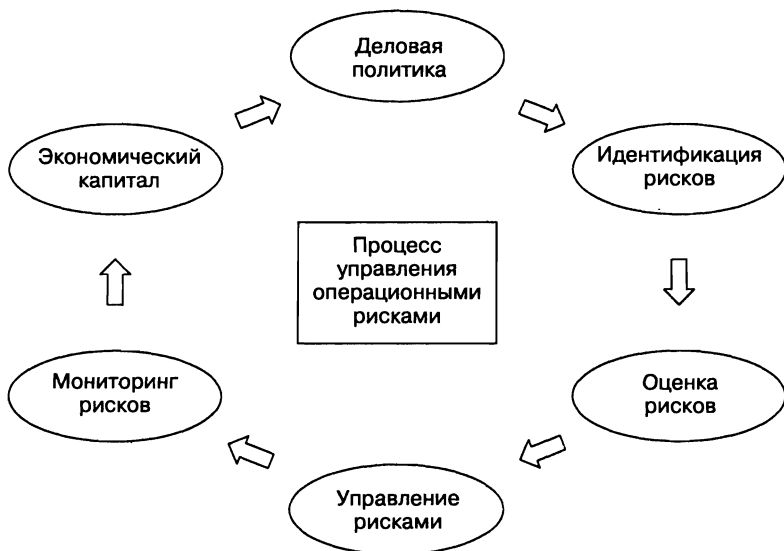 Деловая
политика
Экономический
капитал
Идентификация
рисков
Процесс
управления
операционными
рисками
Мониторинг
рисков
Оценка
рисков
Управление
рисками